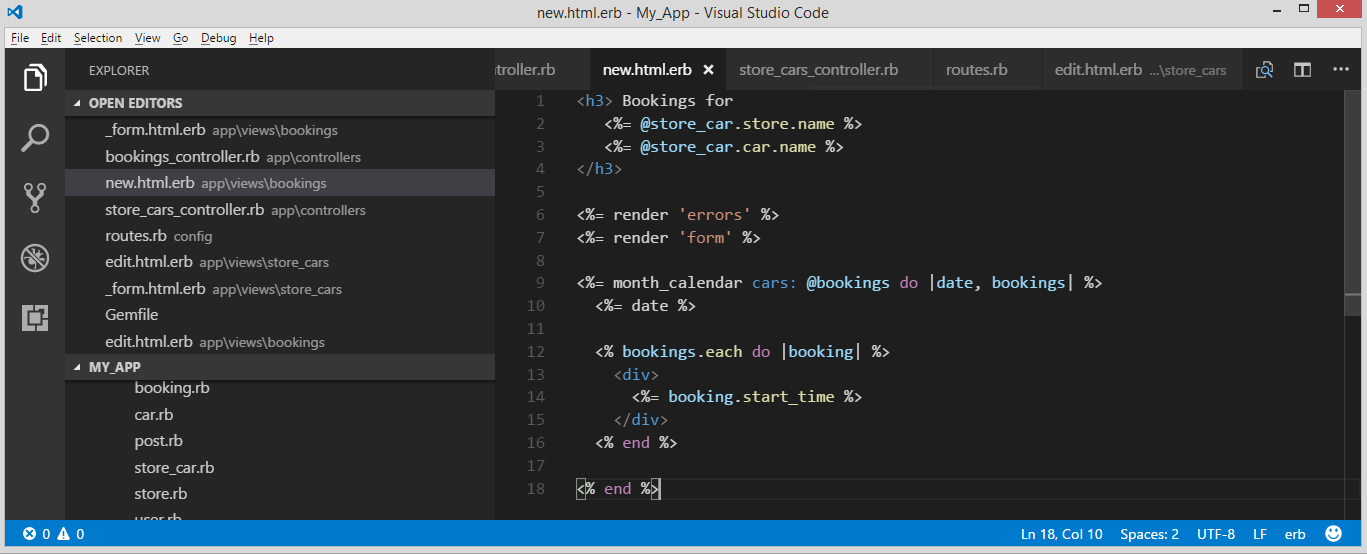 new.html.erb - My_App - Visual Studio Code
File Edit Selection View Go Debug Help
EXPLORER
OPEN EDITORS
_form.html.erb app\views\bookings
bookings_controller.rb app\controllers
new.html.erb app\views\bookings
store_cars_controller.rb app\controllers
routes.rb config
edit.html.erb app\views\store_cars
_form.html.erb app\views\store_cars
Gemfile
edit.html.erb app\views\bookings
MY_APP
booking.rb
car.rb
post.rb
store_car.rb
store.rb
user.rb
ntroller.rb new.html.erb store_cars_controller.rb routes.rb edit.html.erb ...\store_cars
1 <h3> Bookings for
2 <%= @store_car.store.name %>
3 <%= @store_car.car.name %>
4 </h3>
5
6 <%= render 'errors' %>
7 <%= render 'form' %>
8
9 <%= month_calendar cars: @bookings do |date, bookings| %>
10 <%= date %>
11
12 <% bookings.each do |booking| %>
13 <div>
14 <%= booking.start_time %>
15 </div>
16 <% end %>
17
18 <% end %>
0 0 Ln 18, Col 10 Spaces: 2 UTF-8 LF erb